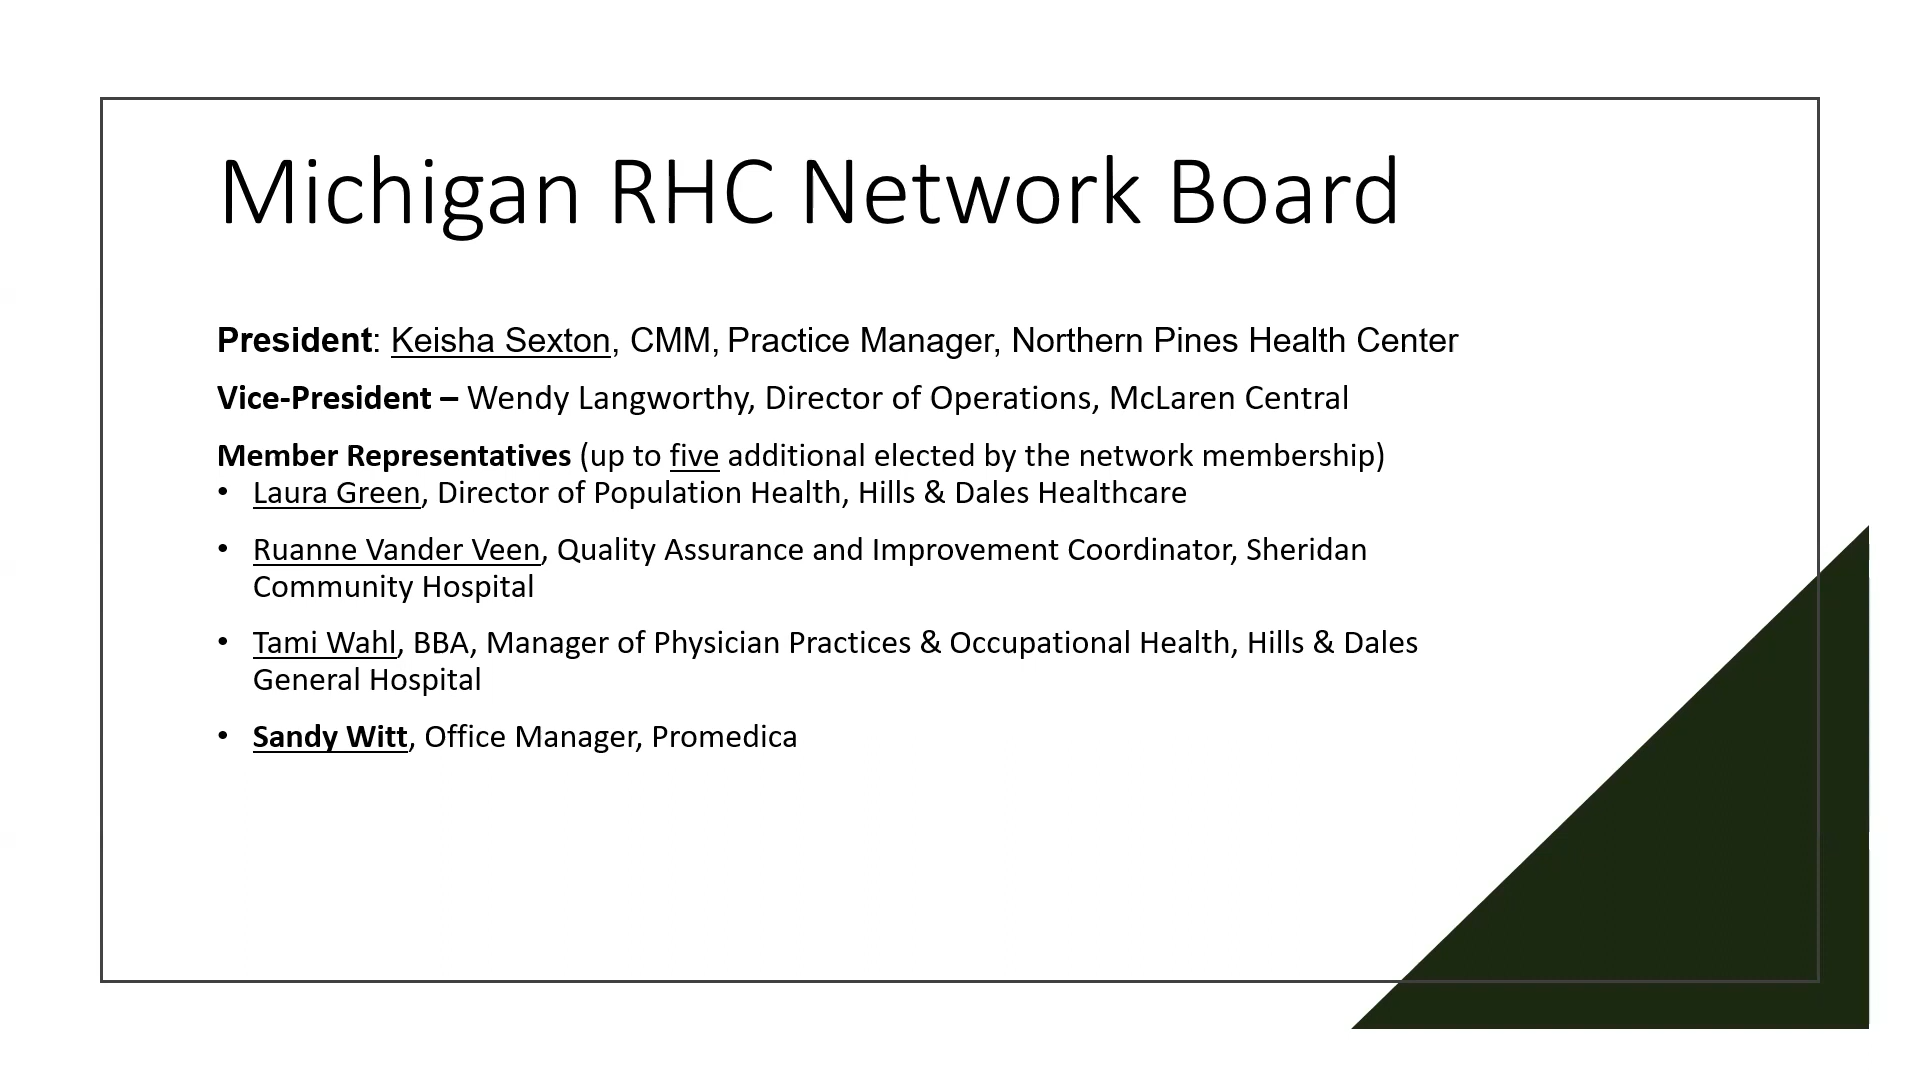 Michigan RHC Network Board
President: Keisha Sexton, CMM, Practice Manager, Northern Pines Health Center
Vice-President – Wendy Langworthy, Director of Operations, McLaren Central
Member Representatives (up to five additional elected by the network membership)
• Laura Green, Director of Population Health, Hills & Dales Healthcare
• Ruanne Vander Veen, Quality Assurance and Improvement Coordinator, Sheridan
Community Hospital
• Tami Wahl, BBA, Manager of Physician Practices & Occupational Health, Hills & Dales
General Hospital
• Sandy Witt, Office Manager, Promedica